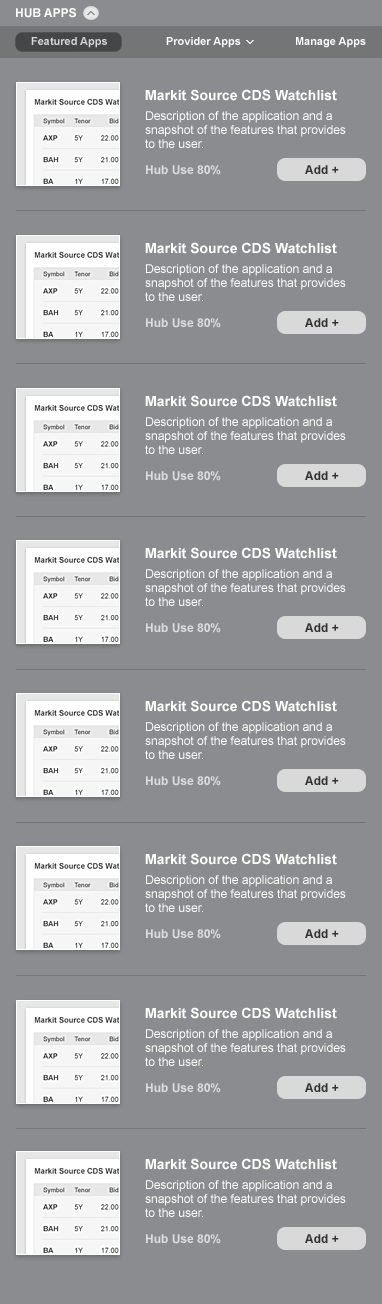 HUB APPS
Featured Apps Provider Apps Manage Apps
Markit Source CDS Wat
Symbol Tenor Bid
AXP 5Y 22.00
BAH 5Y 21.00
BA 1Y 17.00
Markit Source CDS Watchlist
Description of the application and a
snapshot of the features that provides
to the user.
Hub Use 80% Add +
Markit Source CDS Wat
Symbol Tenor Bid
AXP 5Y 22.00
BAH 5Y 21.00
BA 1Y 17.00
Markit Source CDS Watchlist
Description of the application and a
snapshot of the features that provides
to the user.
Hub Use 80% Add +
Markit Source CDS Wat
Symbol Tenor Bid
AXP 5Y 22.00
BAH 5Y 21.00
BA 1Y 17.00
Markit Source CDS Watchlist
Description of the application and a
snapshot of the features that provides
to the user.
Hub Use 80% Add +
Markit Source CDS Wat
Symbol Tenor Bid
AXP 5Y 22.00
BAH 5Y 21.00
BA 1Y 17.00
Markit Source CDS Watchlist
Description of the application and a
snapshot of the features that provides
to the user.
Hub Use 80% Add +
Markit Source CDS Wat
Symbol Tenor Bid
AXP 5Y 22.00
BAH 5Y 21.00
BA 1Y 17.00
Markit Source CDS Watchlist
Description of the application and a
snapshot of the features that provides
to the user.
Hub Use 80% Add +
Markit Source CDS Wat
Symbol Tenor Bid
AXP 5Y 22.00
BAH 5Y 21.00
BA 1Y 17.00
Markit Source CDS Watchlist
Description of the application and a
snapshot of the features that provides
to the user.
Hub Use 80% Add +
Markit Source CDS Wat
Symbol Tenor Bid
AXP 5Y 22.00
BAH 5Y 21.00
BA 1Y 17.00
Markit Source CDS Watchlist
Description of the application and a
snapshot of the features that provides
to the user.
Hub Use 80% Add +
Markit Source CDS Wat
Symbol Tenor Bid
AXP 5Y 22.00
BAH 5Y 21.00
BA 1Y 17.00
Markit Source CDS Watchlist
Description of the application and a
snapshot of the features that provides
to the user.
Hub Use 80% Add +